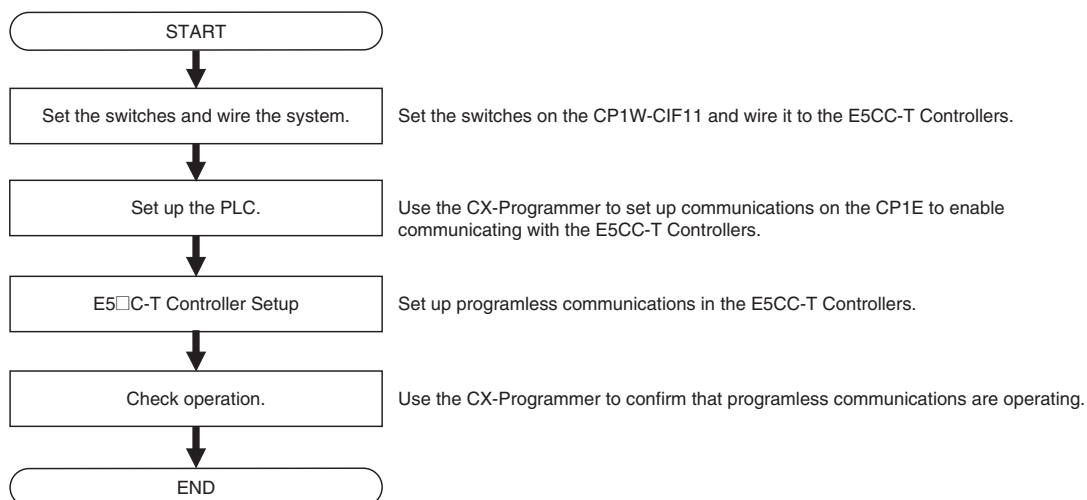 START
Set the switches and wire the system.
Set the switches on the CP1W-CIF11 and wire it to the E5CC-T Controllers.
Set up the PLC.
Use the CX-Programmer to set up communications on the CP1E to enable
communicating with the E5CC-T Controllers.
E5□C-T Controller Setup
Set up programless communications in the E5CC-T Controllers.
Check operation.
Use the CX-Programmer to confirm that programless communications are operating.
END